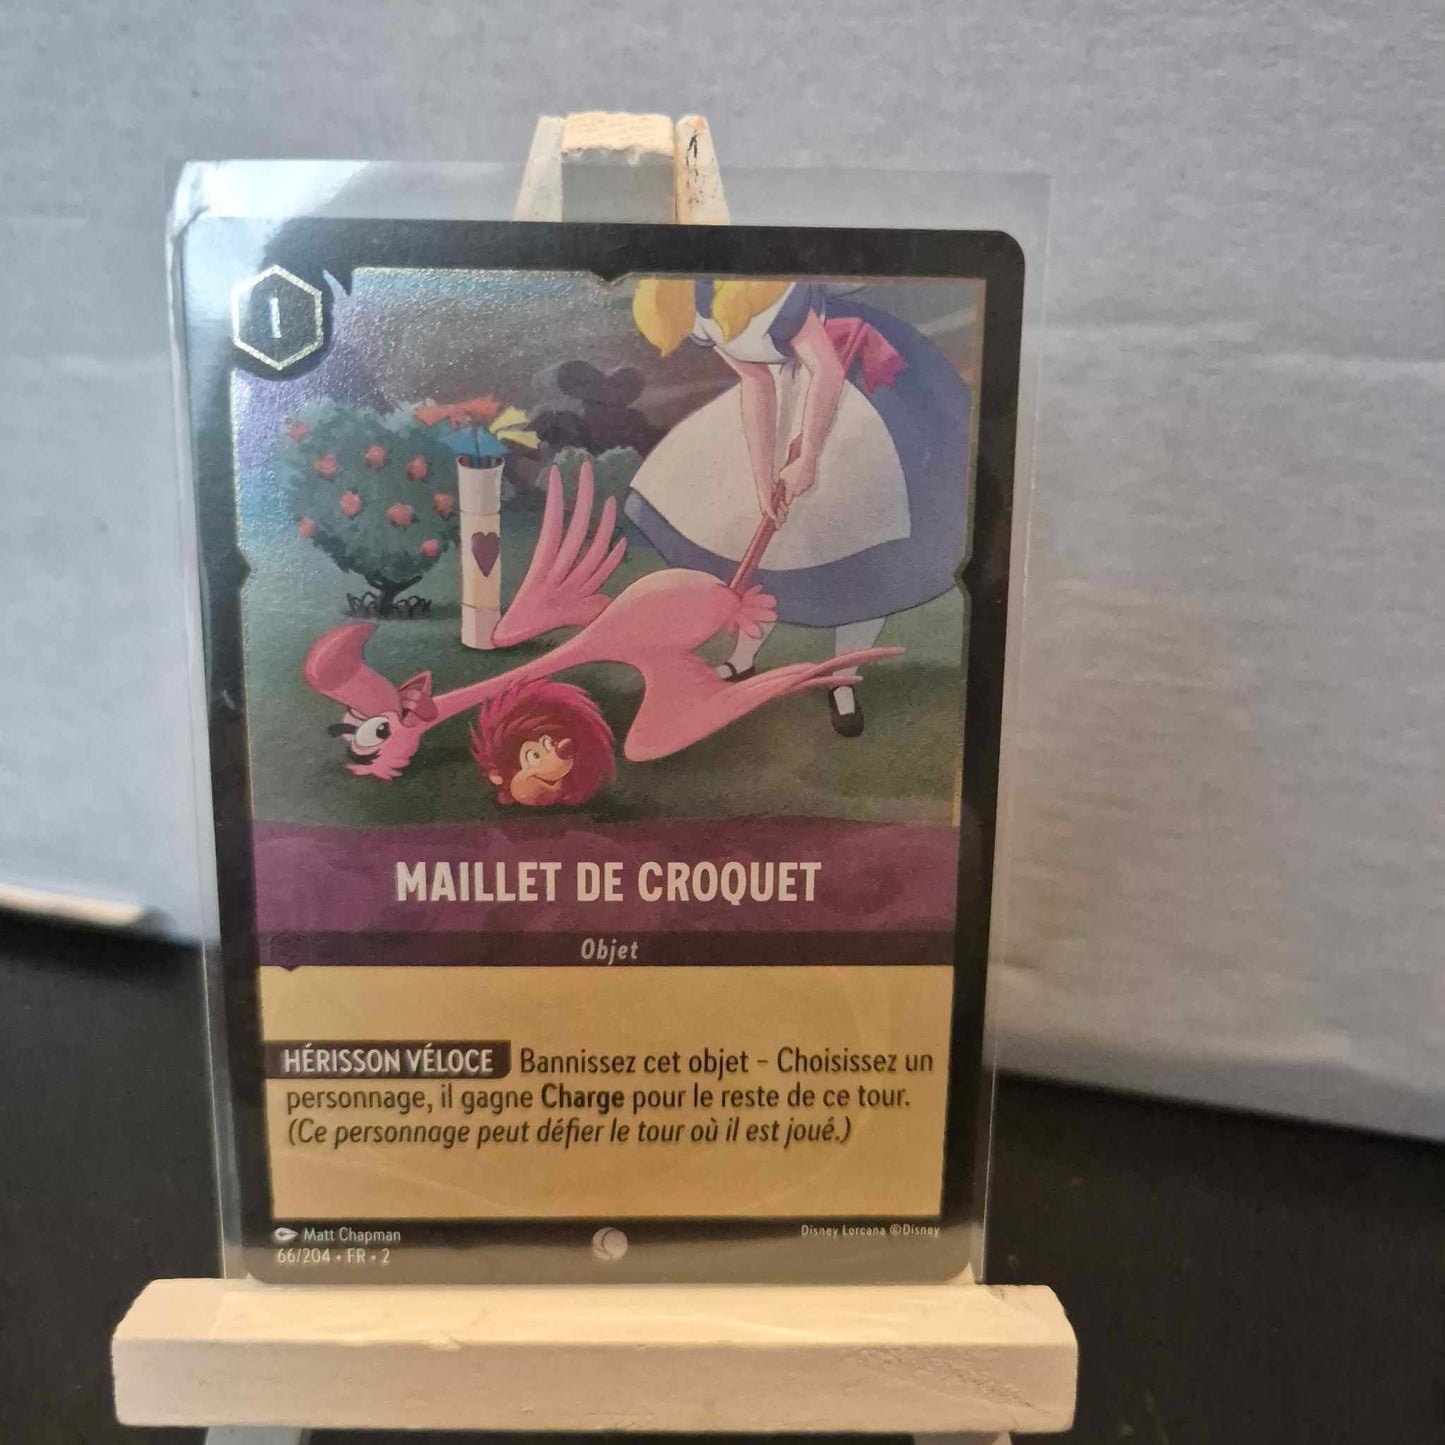 1
MAILLET DE CROQUET
Objet
HÉRISSON VÉLOCE Bannissez cet objet – Choisissez un
personnage, il gagne Charge pour le reste de ce tour.
(Ce personnage peut défier le tour où il est joué.)
Matt Chapman
66/204 • FR • 2
Disney Lorcana ©Disney